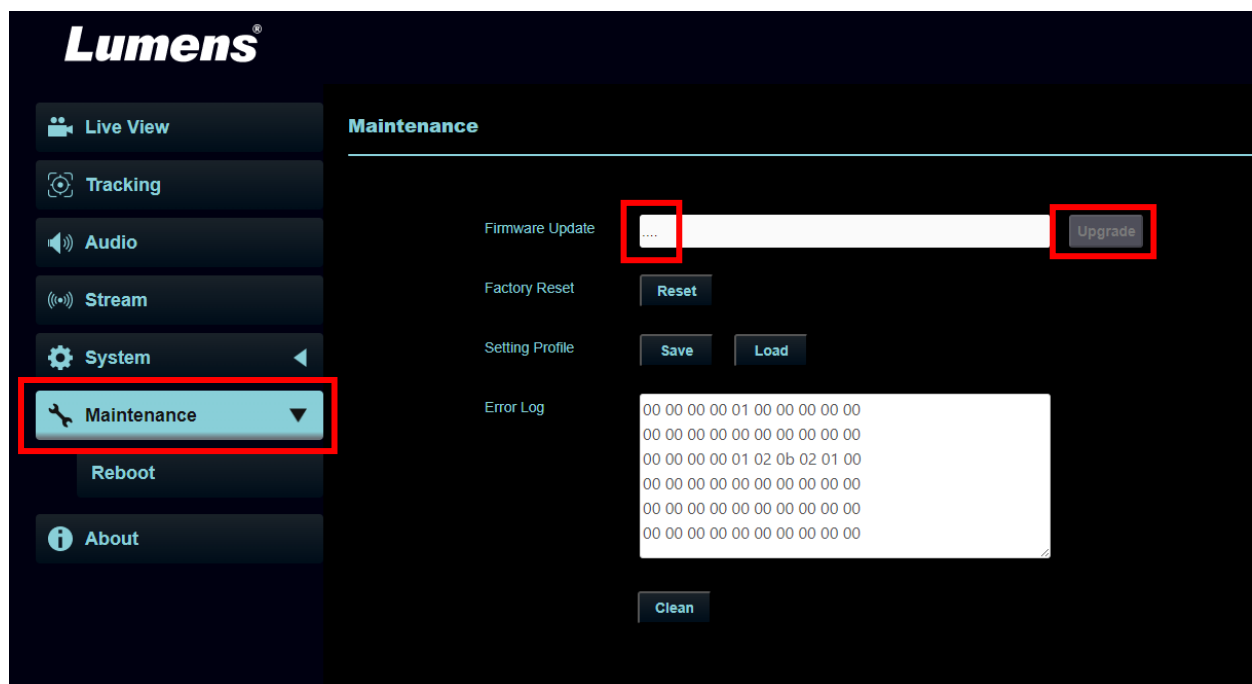 Lumens®
Live View
Tracking
Audio
Stream
System
Maintenance
Reboot
About
Maintenance
Firmware Update .... Upgrade
Factory Reset Reset
Setting Profile Save Load
Error Log
00 00 00 00 01 00 00 00 00 00
00 00 00 00 00 00 00 00 00 00
00 00 00 00 01 02 0b 02 01 00
00 00 00 00 00 00 00 00 00 00
00 00 00 00 00 00 00 00 00 00
00 00 00 00 00 00 00 00 00 00
Clean